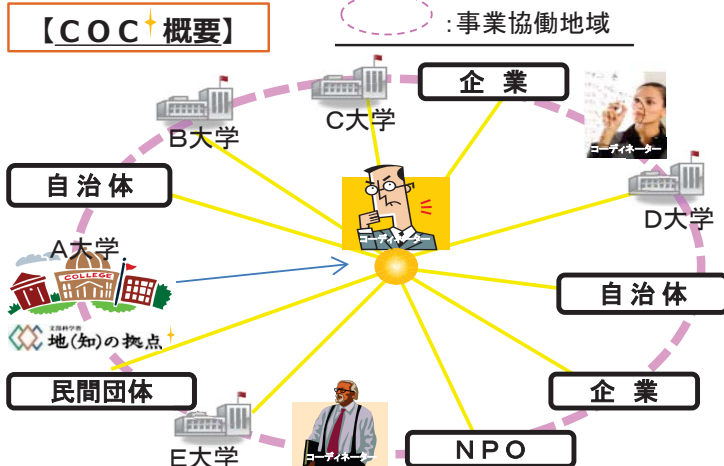 【COC+概要】
:事業協働地域
企業
C大学
B大学
コーディネーター
自治体
D大学
コーディネーター
A大学
COLLEGE
自治体
文部科学省
地(知)の拠点
民間団体
企業
E大学
コーディネーター
NPO